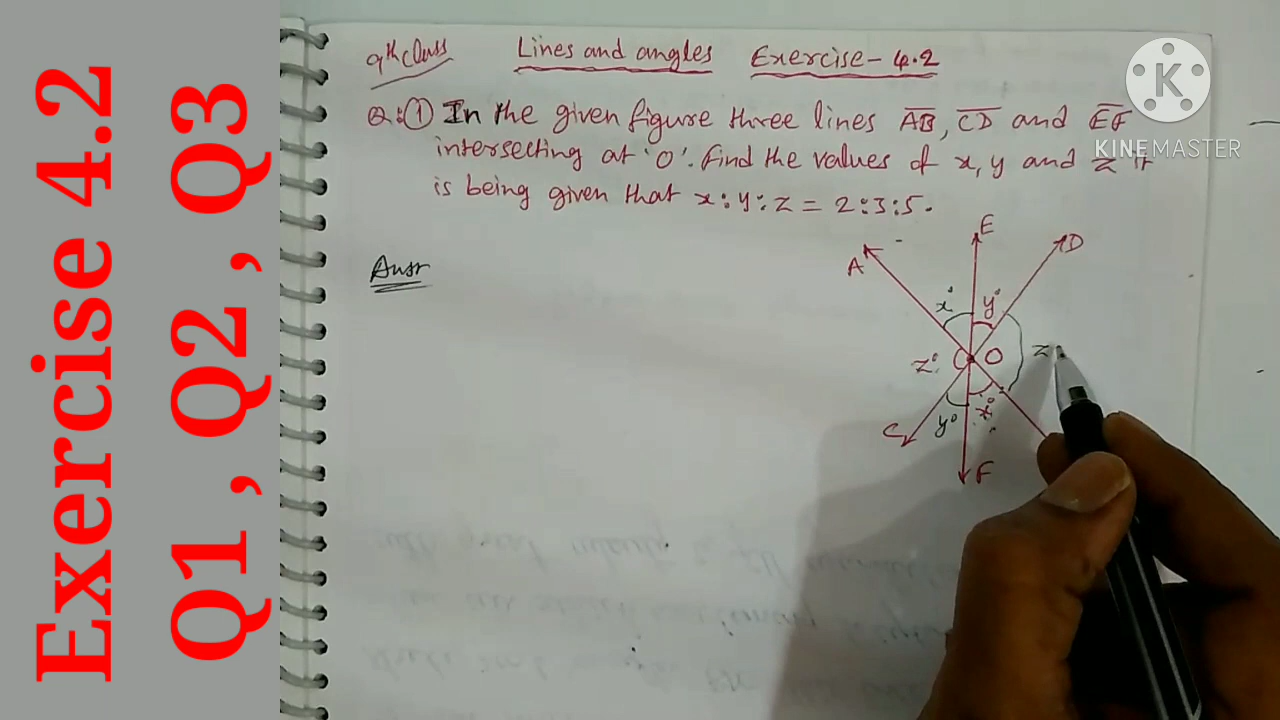 Exercise 4.2
Q1 , Q2 , Q3
9th class Lines and angles Exercise- 4.2
Q:① In the given figure three lines AB, CD and EF
intersecting at 'O'. Find the values of x, y and z it
is being given that x:y:z = 2:3:5.
Ansr
K
KINEMASTER
E
D
A
x° y°
z° O z
C y° x°
F